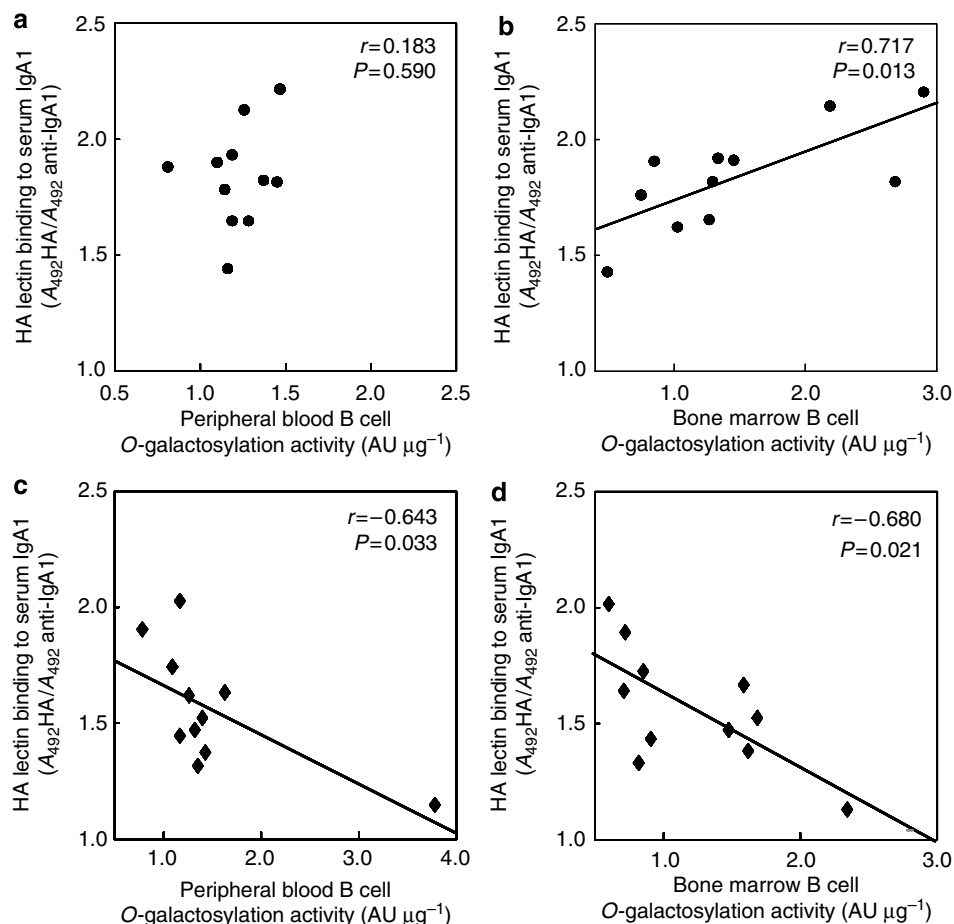 a
2.5
2.0
1.5
1.0
HA lectin binding to serum IgA1
(A₄₉₂HA/A₄₉₂ anti-IgA1)
r=0.183
P=0.590
0.5 1.0 1.5 2.0 2.5
Peripheral blood B cell
O-galactosylation activity (AU μg⁻¹)
b
2.5
2.0
1.5
1.0
HA lectin binding to serum IgA1
(A₄₉₂HA/A₄₉₂ anti-IgA1)
r=0.717
P=0.013
1.0 2.0 3.0
Bone marrow B cell
O-galactosylation activity (AU μg⁻¹)
c
2.5
2.0
1.5
1.0
HA lectin binding to serum IgA1
(A₄₉₂HA/A₄₉₂ anti-IgA1)
r=−0.643
P=0.033
1.0 2.0 3.0 4.0
Peripheral blood B cell
O-galactosylation activity (AU μg⁻¹)
d
2.5
2.0
1.5
1.0
HA lectin binding to serum IgA1
(A₄₉₂HA/A₄₉₂ anti-IgA1)
r=−0.680
P=0.021
1.0 2.0 3.0
Bone marrow B cell
O-galactosylation activity (AU μg⁻¹)